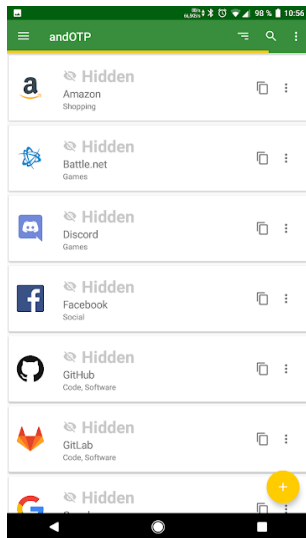 98 % 10:56
andOTP
Hidden
Amazon
Shopping
Hidden
Battle.net
Games
Hidden
Discord
Games
Hidden
Facebook
Social
Hidden
GitHub
Code, Software
Hidden
GitLab
Code, Software
Hidden